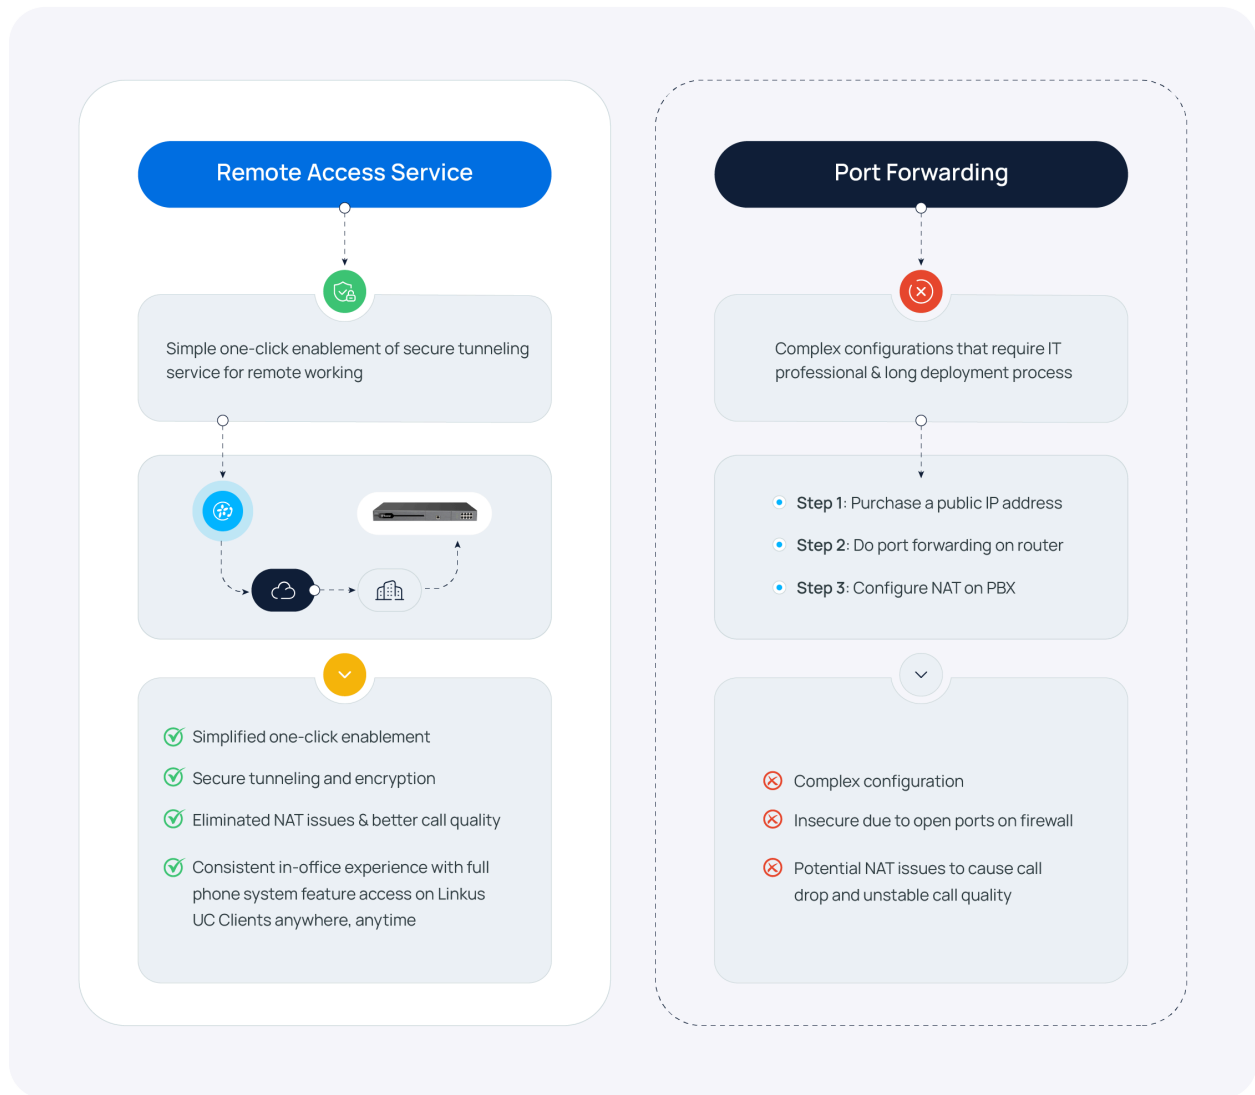 Remote Access Service
Simple one-click enablement of secure tunneling
service for remote working
Simplified one-click enablement
Secure tunneling and encryption
Eliminated NAT issues & better call quality
Consistent in-office experience with full
phone system feature access on Linkus
UC Clients anywhere, anytime
Port Forwarding
Complex configurations that require IT
professional & long deployment process
Step 1: Purchase a public IP address
Step 2: Do port forwarding on router
Step 3: Configure NAT on PBX
Complex configuration
Insecure due to open ports on firewall
Potential NAT issues to cause call
drop and unstable call quality